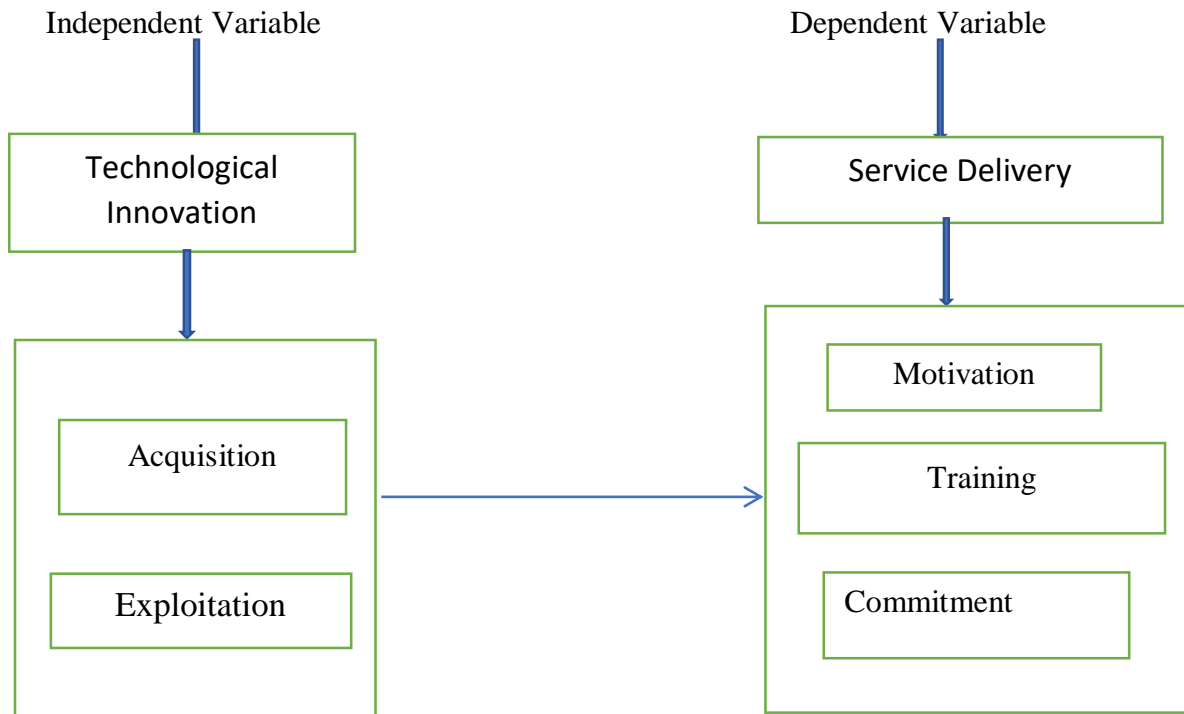 Independent Variable
Dependent Variable
Technological
Innovation
Service Delivery
Acquisition
Exploitation
Motivation
Training
Commitment